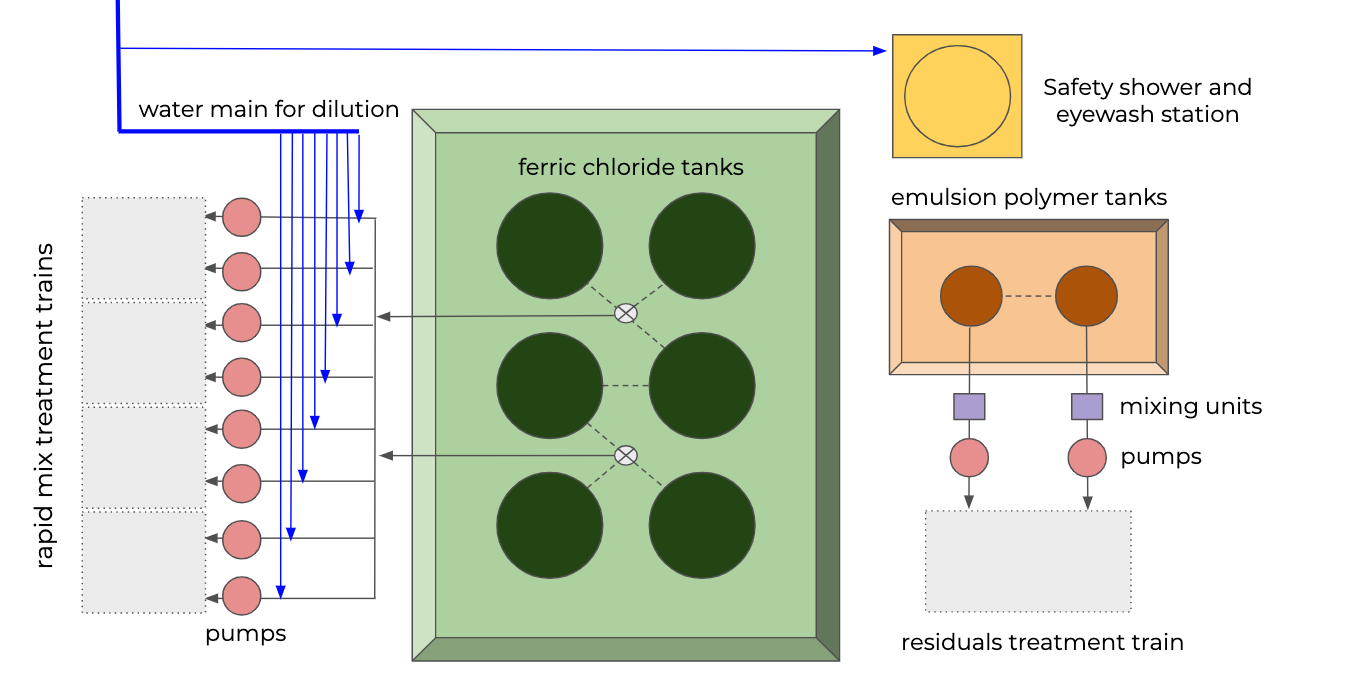 water main for dilution
Safety shower and
eyewash station
ferric chloride tanks
emulsion polymer tanks
rapid mix treatment trains
mixing units
pumps
pumps
residuals treatment train